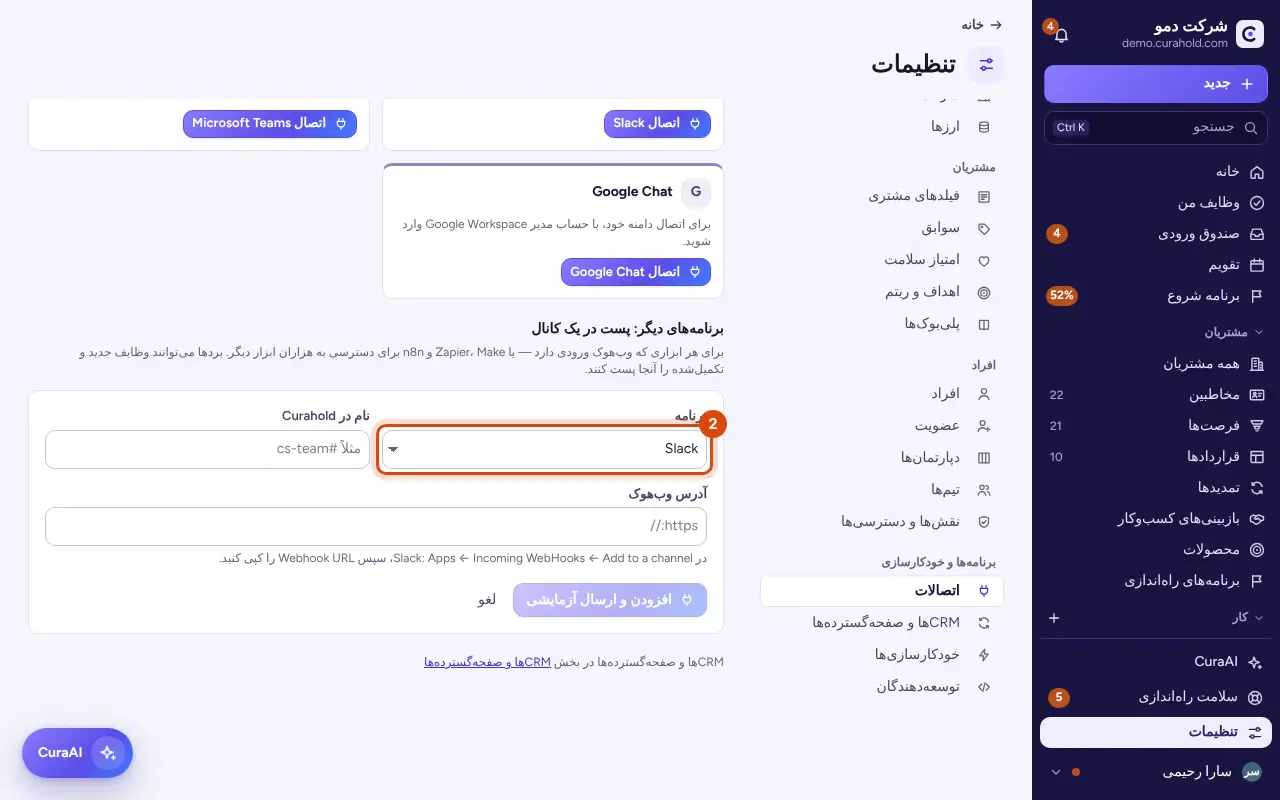 شرکت دمو
demo.curahold.com
4
جدید
جستجو
Ctrl K
خانه
وظایف من
صندوق ورودی
4
تقویم
برنامه شروع
52%
مشتریان
همه مشتریان
مخاطبین
22
فرصت‌ها
21
قراردادها
10
تمدیدها
بازبینی‌های کسب‌وکار
محصولات
برنامه‌های راه‌اندازی
کار
CuraAI
سلامت راه‌اندازی
5
تنظیمات
سر
سارا رحیمی
→ خانه
تنظیمات
ارزها
مشتریان
فیلدهای مشتری
سوابق
امتیاز سلامت
اهداف و ریتم
پلی‌بوک‌ها
افراد
افراد
عضویت
دپارتمان‌ها
تیم‌ها
نقش‌ها و دسترسی‌ها
برنامه‌ها و خودکارسازی
اتصالات
CRMها و صفحه‌گسترده‌ها
خودکارسازی‌ها
توسعه‌دهندگان
اتصال Slack
اتصال Microsoft Teams
G
Google Chat
برای اتصال دامنه خود، با حساب مدیر Google Workspace وارد
شوید.
اتصال Google Chat
برنامه‌های دیگر: پست در یک کانال
برای هر ابزاری که وب‌هوک ورودی دارد — یا Zapier، Make و n8n برای دسترسی به هزاران ابزار دیگر. بردها می‌توانند وظایف جدید و
تکمیل‌شده را آنجا پست کنند.
2
Slack
نام در Curahold
مثلاً #cs-team
آدرس وب‌هوک
https://
در Slack: Apps ← Incoming WebHooks ← Add to a channel، سپس Webhook URL را کپی کنید.
افزودن و ارسال آزمایشی
لغو
CRMها و صفحه‌گسترده‌ها در بخش CRMها و صفحه‌گسترده‌ها
CuraAI